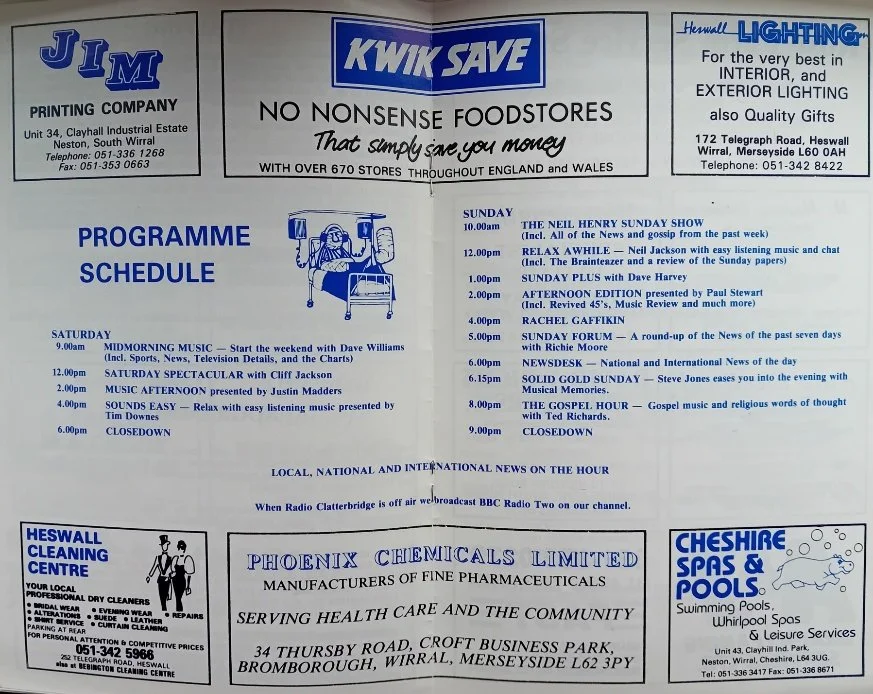 JIM
PRINTING COMPANY
Unit 34, Clayhall Industrial Estate
Neston, South Wirral
Telephone: 051-336 1268
Fax: 051-353 0663
KWIK SAVE
NO NONSENSE FOODSTORES
That simply save you money
WITH OVER 670 STORES THROUGHOUT ENGLAND and WALES
Heswall LIGHTING
For the very best in
INTERIOR, and
EXTERIOR LIGHTING
also Quality Gifts
172 Telegraph Road, Heswall
Wirral, Merseyside L60 0AH
Telephone: 051-342 8422
PROGRAMME
SCHEDULE
SATURDAY
9.00am MIDMORNING MUSIC — Start the weekend with Dave Williams
(Incl. Sports, News, Television Details, and the Charts)
12.00pm SATURDAY SPECTACULAR with Cliff Jackson
2.00pm MUSIC AFTERNOON presented by Justin Madders
4.00pm SOUNDS EASY — Relax with easy listening music presented by
Tim Downes
6.00pm CLOSEDOWN
SUNDAY
10.00am THE NEIL HENRY SUNDAY SHOW
(Incl. All of the News and gossip from the past week)
12.00pm RELAX AWHILE — Neil Jackson with easy listening music and chat
(Incl. The Brainteazer and a review of the Sunday papers)
1.00pm SUNDAY PLUS with Dave Harvey
2.00pm AFTERNOON EDITION presented by Paul Stewart
(Incl. Revived 45's, Music Review and much more)
4.00pm RACHEL GAFFIKIN
5.00pm SUNDAY FORUM — A round-up of the News of the past seven days
with Richie Moore
6.00pm NEWSDESK — National and International News of the day
6.15pm SOLID GOLD SUNDAY — Steve Jones eases you into the evening with
Musical Memories.
8.00pm THE GOSPEL HOUR — Gospel music and religious words of thought
with Ted Richards.
9.00pm CLOSEDOWN
LOCAL, NATIONAL AND INTERNATIONAL NEWS ON THE HOUR
When Radio Clatterbridge is off air we broadcast BBC Radio Two on our channel.
HESWALL
CLEANING
CENTRE
YOUR LOCAL
PROFESSIONAL DRY CLEANERS
• BRIDAL WEAR • EVENING WEAR • REPAIRS
• ALTERATIONS • SUEDE • LEATHER
• SHIRT SERVICE • CURTAIN CLEANING
PARKING AT REAR
FOR PERSONAL ATTENTION & COMPETITIVE PRICES
051-342 5966
252 TELEGRAPH ROAD, HESWALL
also at BEBINGTON CLEANING CENTRE
PHOENIX CHEMICALS LIMITED
MANUFACTURERS OF FINE PHARMACEUTICALS
SERVING HEALTH CARE AND THE COMMUNITY
34 THURSBY ROAD, CROFT BUSINESS PARK,
BROMBOROUGH, WIRRAL, MERSEYSIDE L62 3PY
CHESHIRE
SPAS &
POOLS.
Swimming Pools,
Whirlpool Spas
& Leisure Services
Unit 43, Clayhall Ind. Park,
Neston, Wirral, Cheshire, L64 3UG.
Tel: 051-336 3417 Fax: 051-336 8671